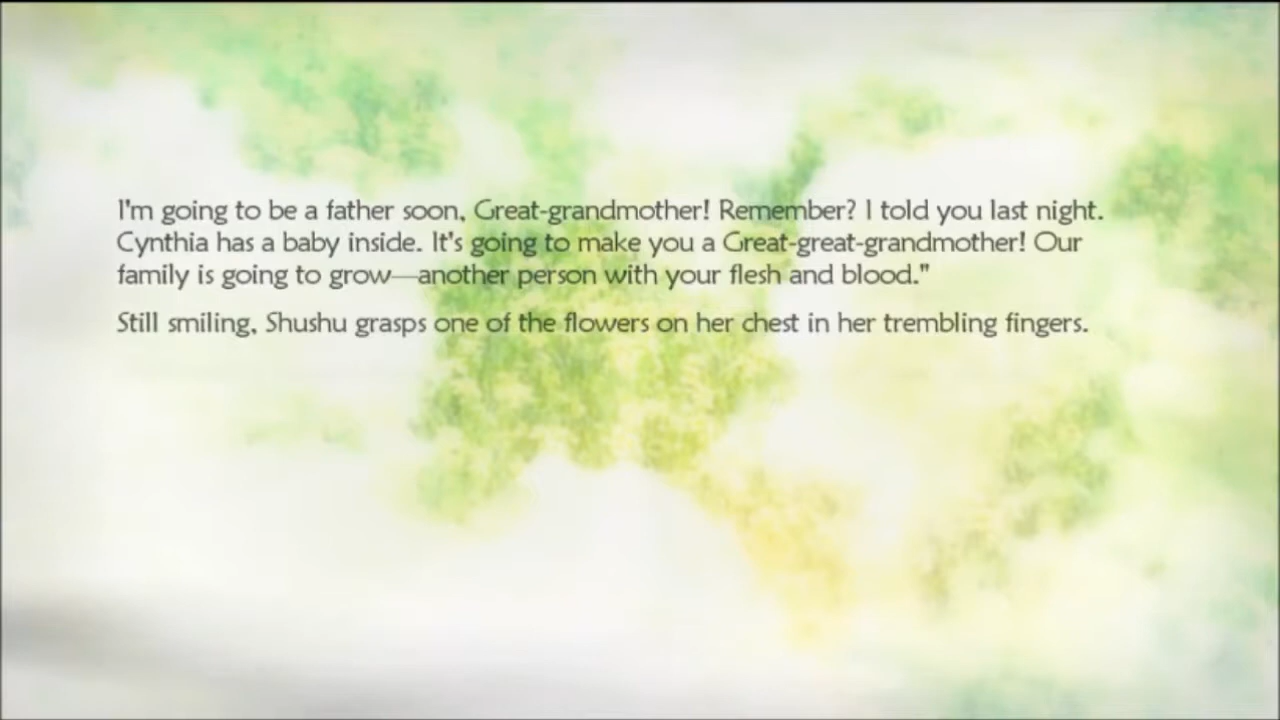 I'm going to be a father soon, Great-grandmother! Remember? I told you last night.
Cynthia has a baby inside. It's going to make you a Great-great-grandmother! Our
family is going to grow—another person with your flesh and blood."
Still smiling, Shushu grasps one of the flowers on her chest in her trembling fingers.